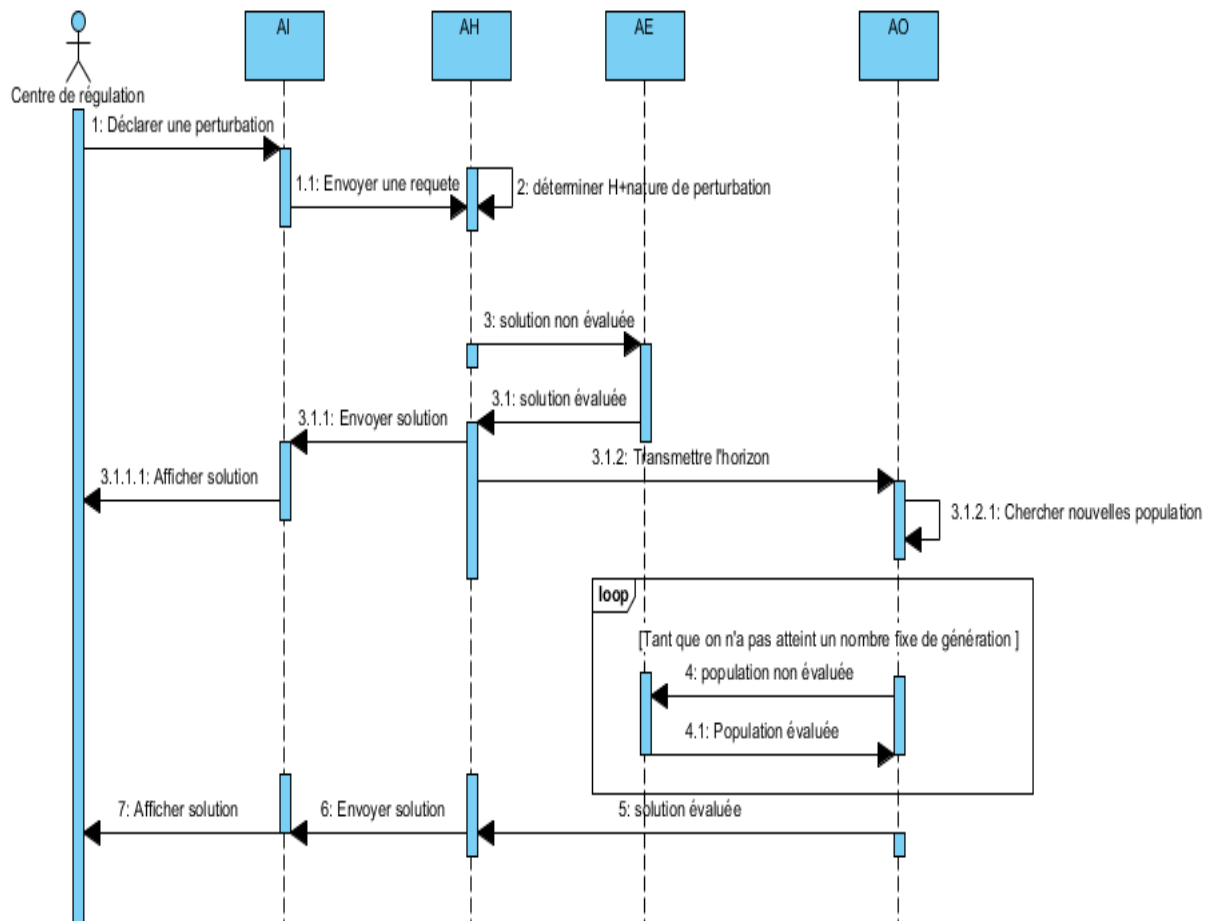 AI
AH
AE
AO
Centre de régulation
1: Déclarer une perturbation
1.1: Envoyer une requete
2: déterminer H+nature de perturbation
3: solution non évaluée
3.1: solution évaluée
3.1.1: Envoyer solution
3.1.2: Transmettre l'horizon
3.1.1.1: Afficher solution
3.1.2.1: Chercher nouvelles population
loop
[Tant que on n'a pas atteint un nombre fixe de génération ]
4: population non évaluée
4.1: Population évaluée
7: Afficher solution
6: Envoyer solution
5: solution évaluée